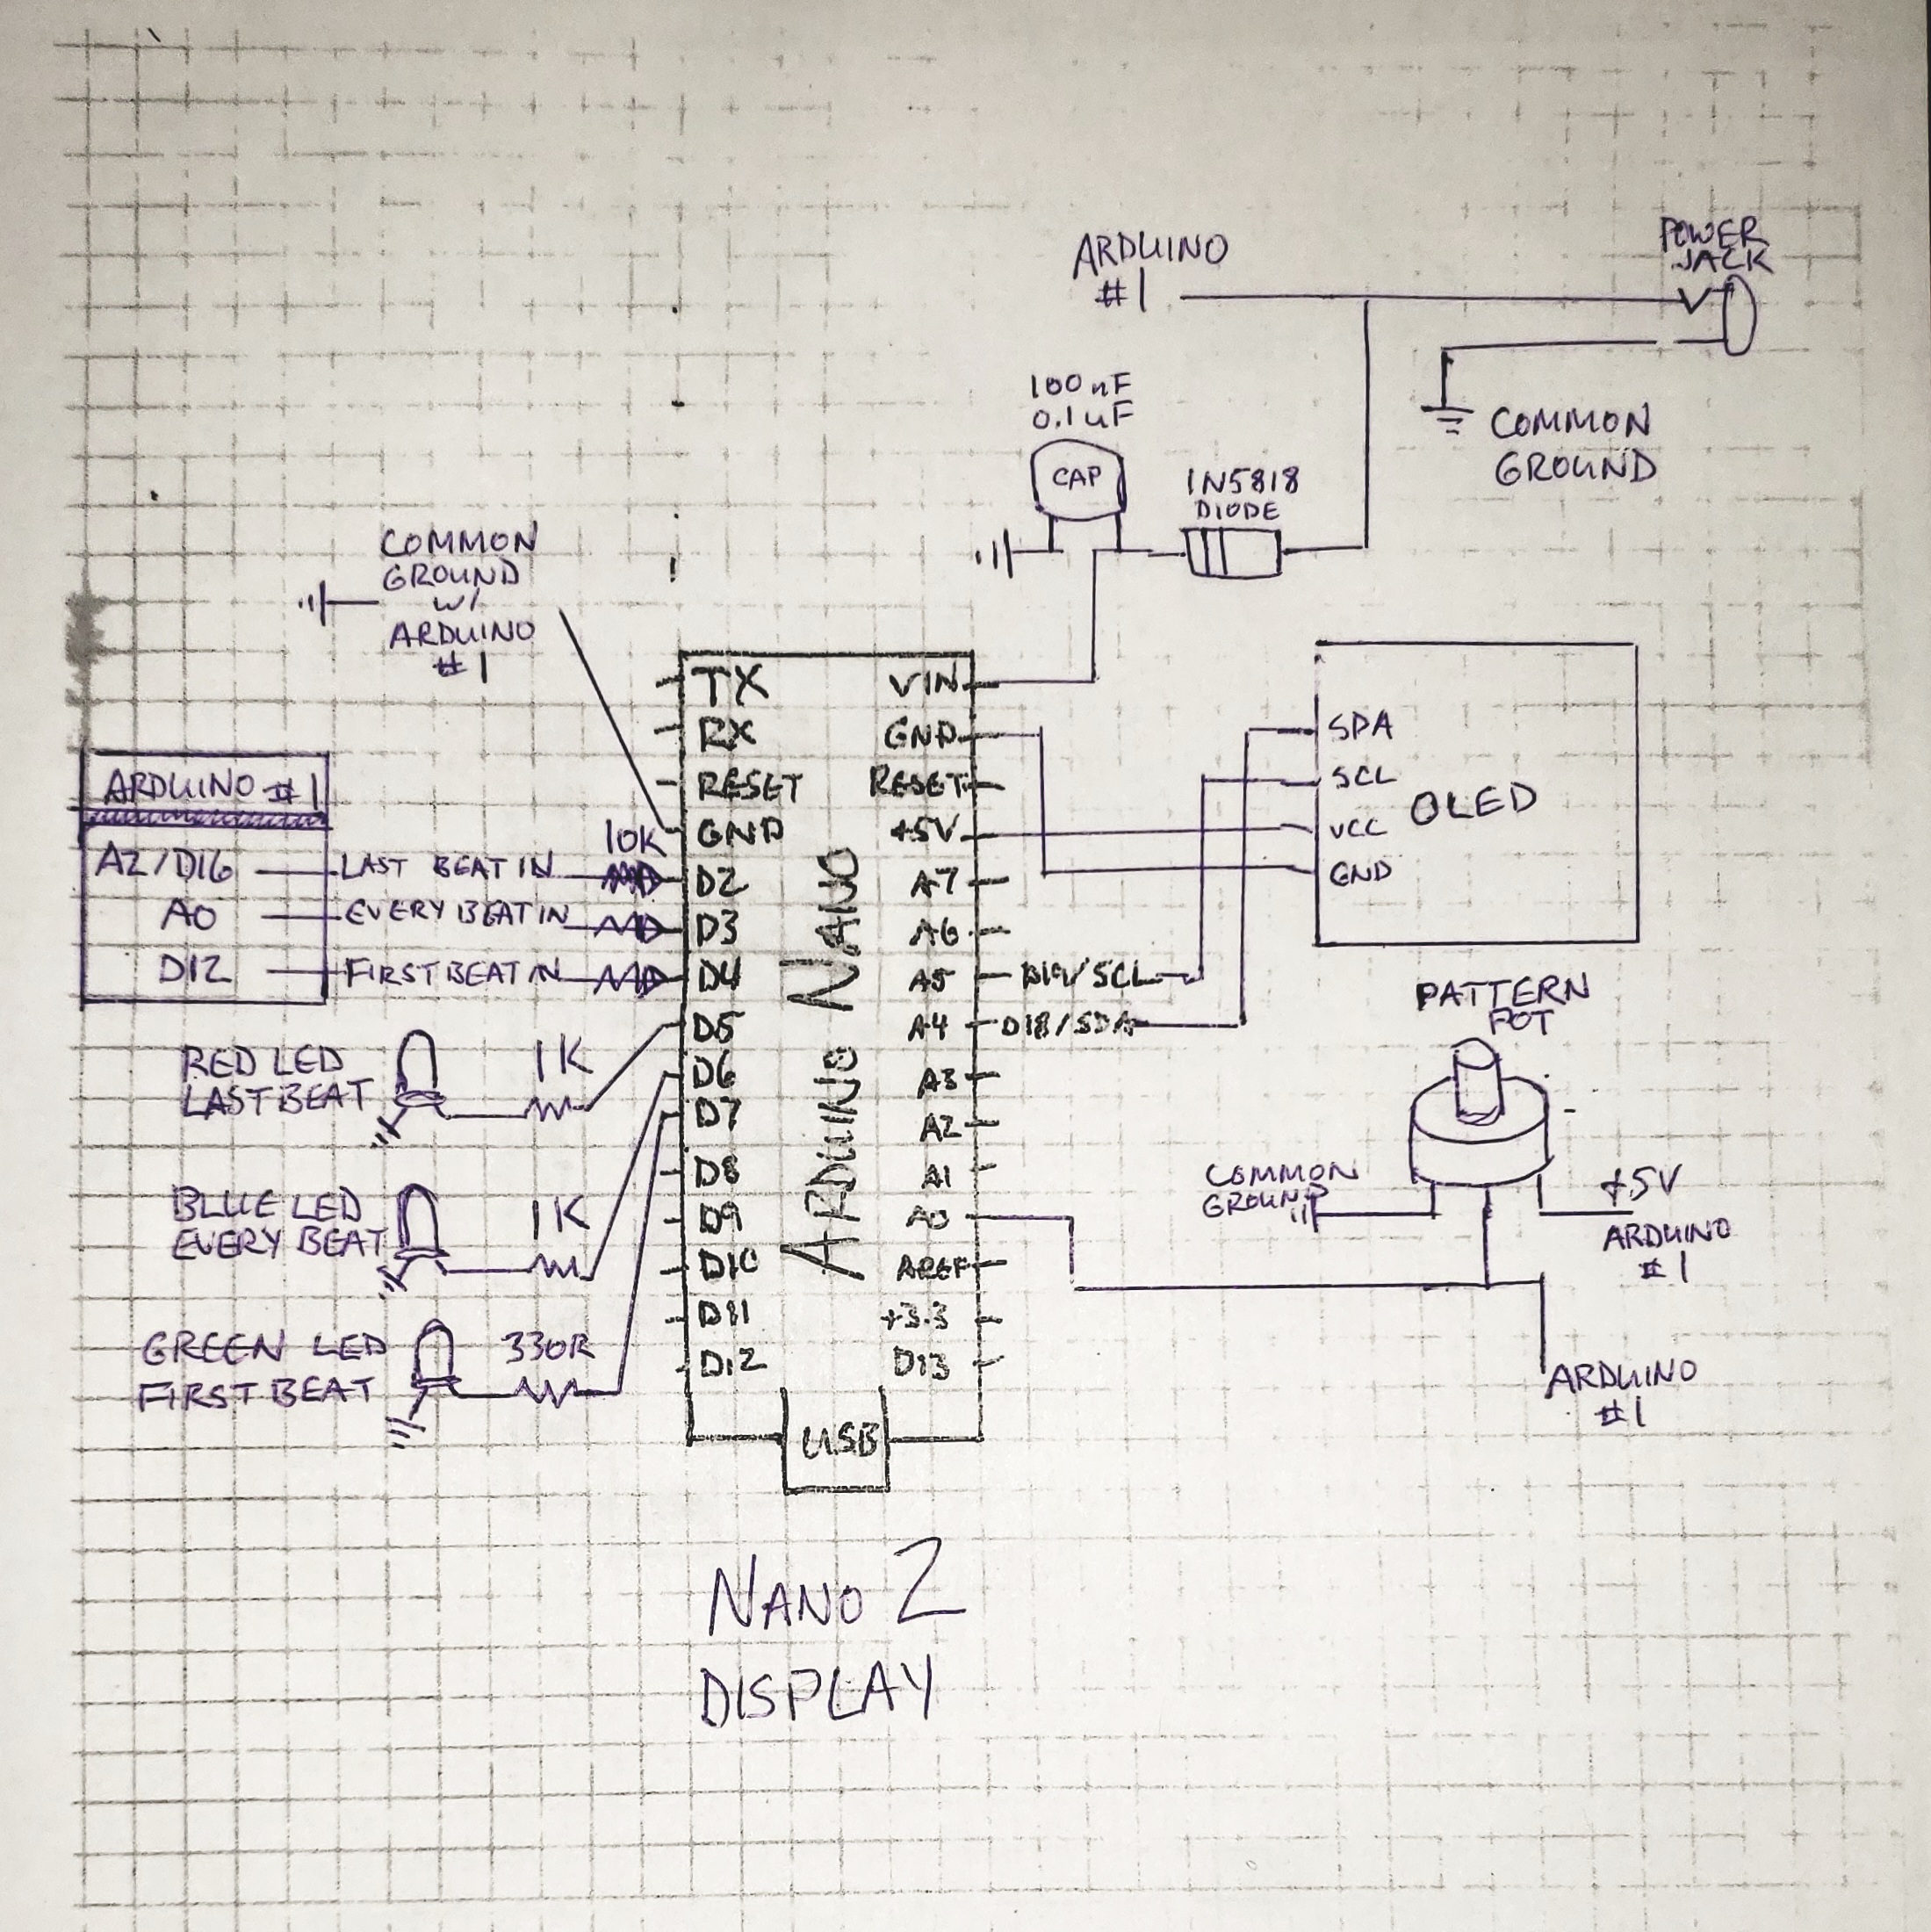 POWER
JACK
ARDUINO
#1
V
COMMON
GROUND
100nF
0.1uF
CAP
1N5818
DIODE
COMMON
GROUND
W/
ARDUINO
#1
TX
RX
RESET
GND
D2
D3
D4
D5
D6
D7
D8
D9
D10
D11
D12
VIN
GND
RESET
+5V
A7
A6
A5
A4
A3
A2
A1
A0
AREF
+3.3
D13
ARDUINO NANO
USB
ARDUINO #1
A2/D16
A0
D12
LAST BEAT IN
EVERY BEAT IN
FIRST BEAT IN
10K
RED LED
LAST BEAT
1K
BLUE LED
EVERY BEAT
1K
GREEN LED
FIRST BEAT
330R
D19/SCL
D18/SDA
SDA
SCL
VCC
GND
OLED
PATTERN
POT
COMMON
GROUND
+5V
ARDUINO
#1
ARDUINO
#1
NANO 2
DISPLAY